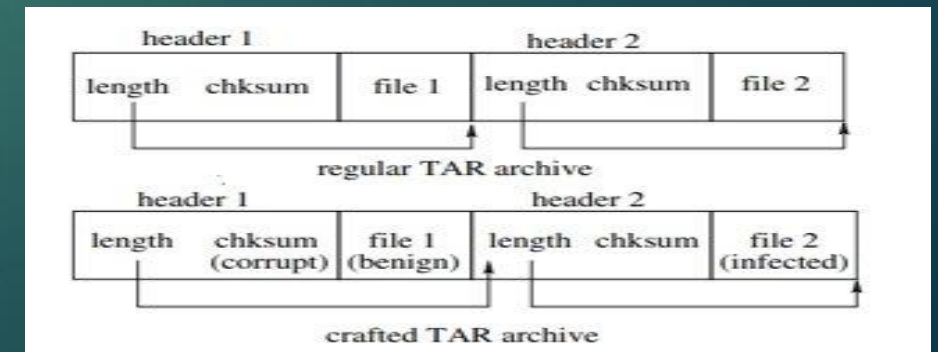 header 1 header 2
length chksum file 1 length chksum file 2
regular TAR archive
header 1 header 2
length chksum file 1 length chksum file 2
(corrupt) (benign) (infected)
crafted TAR archive